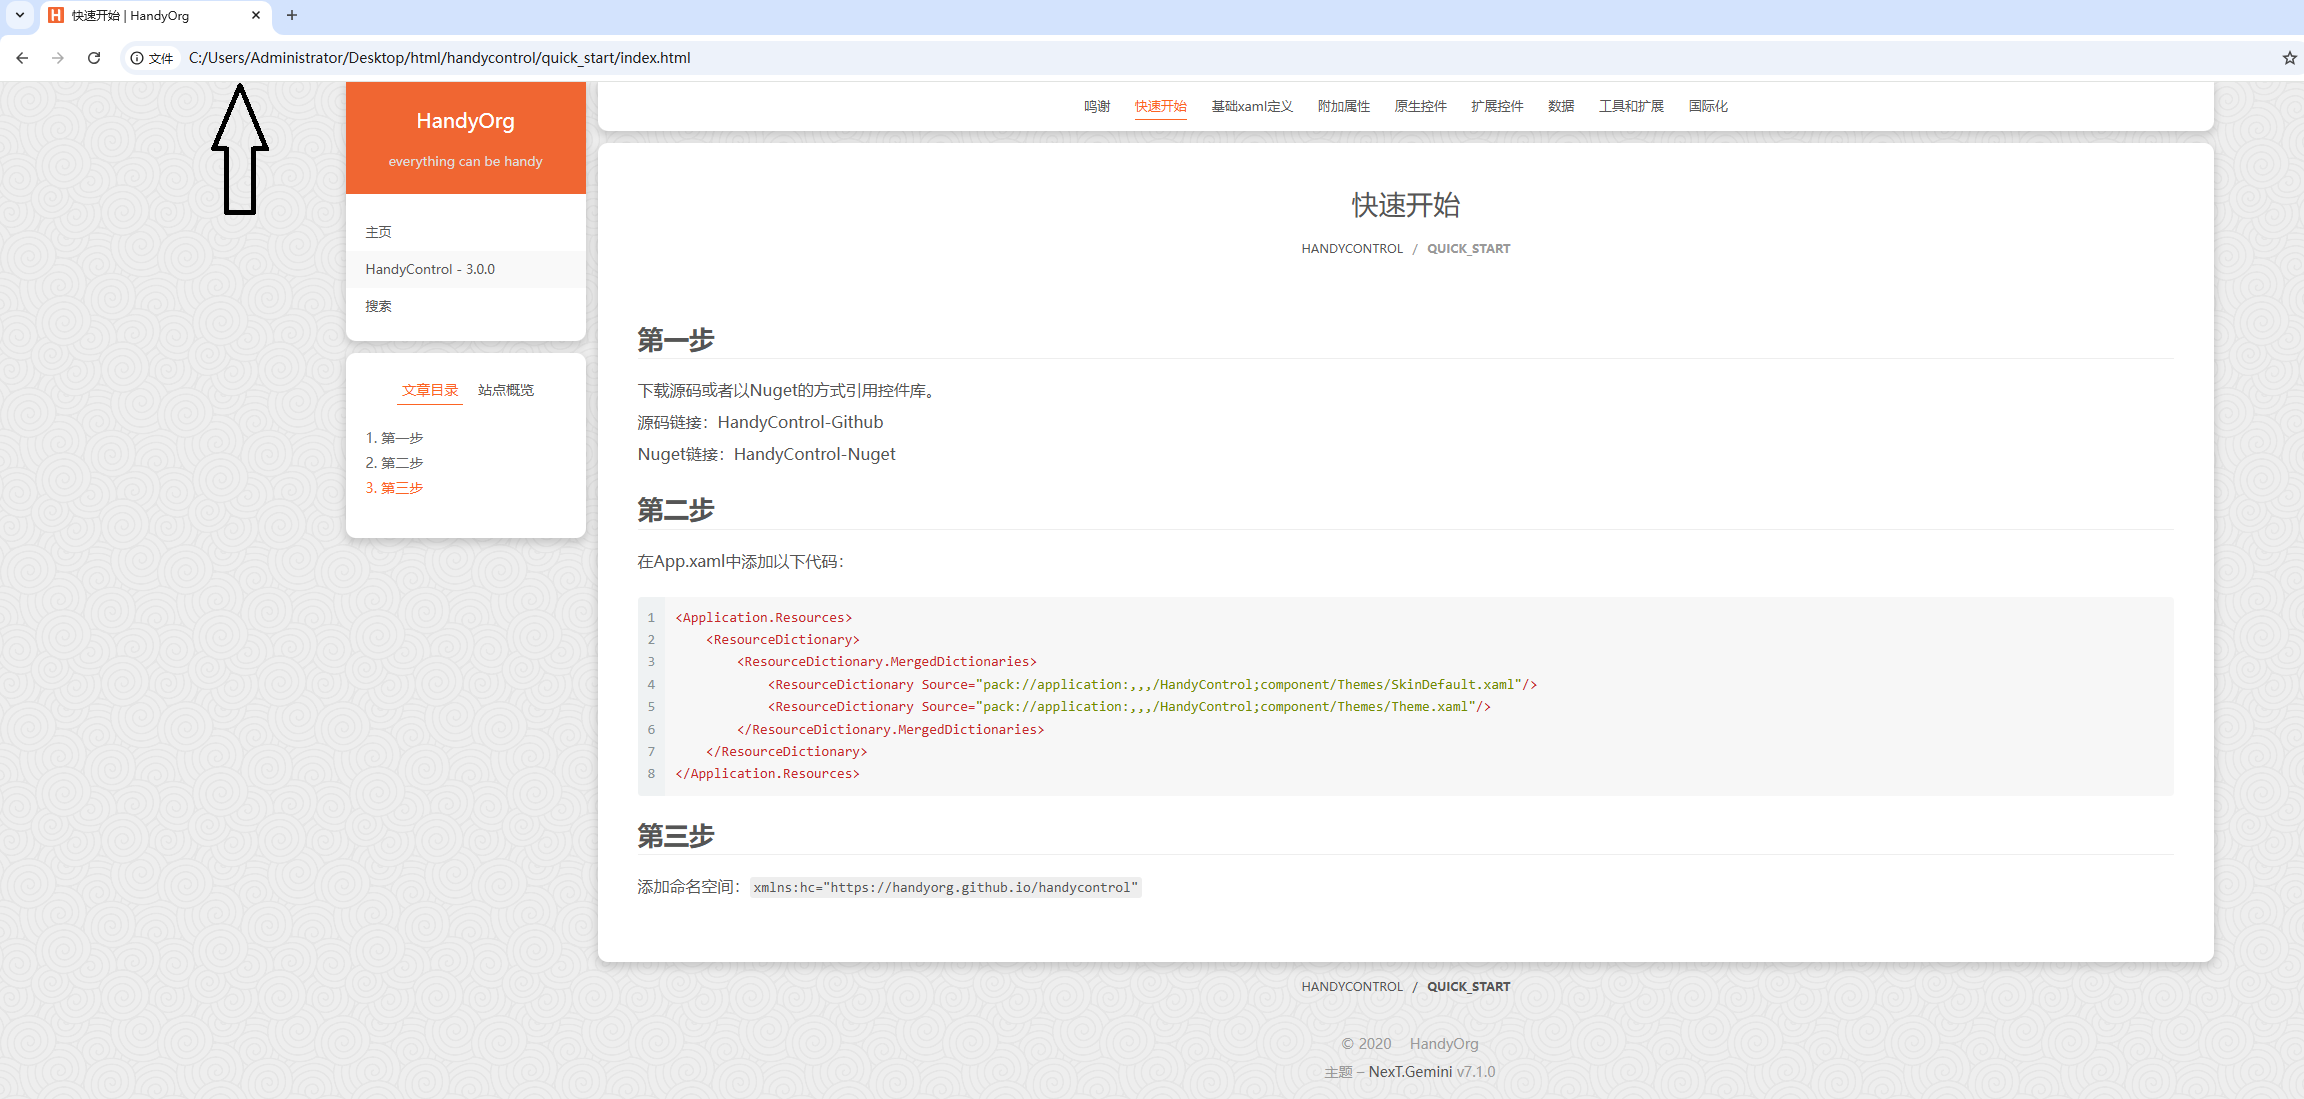 快速开始 | HandyOrg
文件 C:/Users/Administrator/Desktop/html/handycontrol/quick_start/index.html
HandyOrg
everything can be handy
主页
HandyControl - 3.0.0
搜索
文章目录 站点概览
1. 第一步
2. 第二步
3. 第三步
鸣谢 快速开始 基础xaml定义 附加属性 原生控件 扩展控件 数据 工具和扩展 国际化
快速开始
HANDYCONTROL / QUICK_START
第一步
下载源码或者以Nuget的方式引用控件库。
源码链接：HandyControl-Github
Nuget链接：HandyControl-Nuget
第二步
在App.xaml中添加以下代码：
1 <Application.Resources>
2     <ResourceDictionary>
3         <ResourceDictionary.MergedDictionaries>
4             <ResourceDictionary Source="pack://application:,,,/HandyControl;component/Themes/SkinDefault.xaml"/>
5             <ResourceDictionary Source="pack://application:,,,/HandyControl;component/Themes/Theme.xaml"/>
6         </ResourceDictionary.MergedDictionaries>
7     </ResourceDictionary>
8 </Application.Resources>
第三步
添加命名空间：xmlns:hc="https://handyorg.github.io/handycontrol"
HANDYCONTROL / QUICK_START
© 2020 HandyOrg
主题 – NexT.Gemini v7.1.0